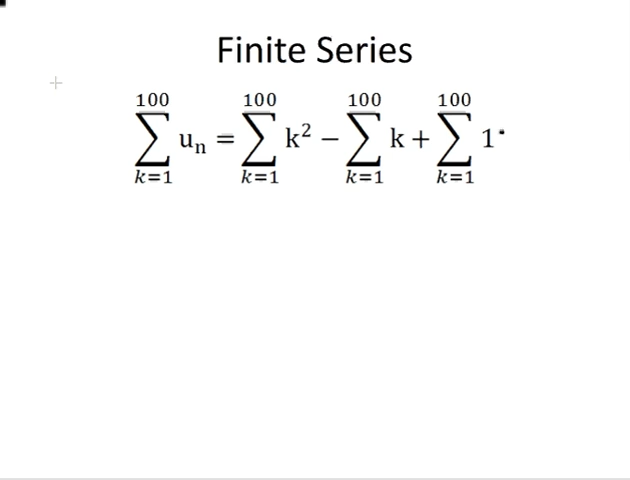 Finite Series
100 100 100 100
∑ uₙ = ∑ k² − ∑ k + ∑ 1
k=1 k=1 k=1 k=1